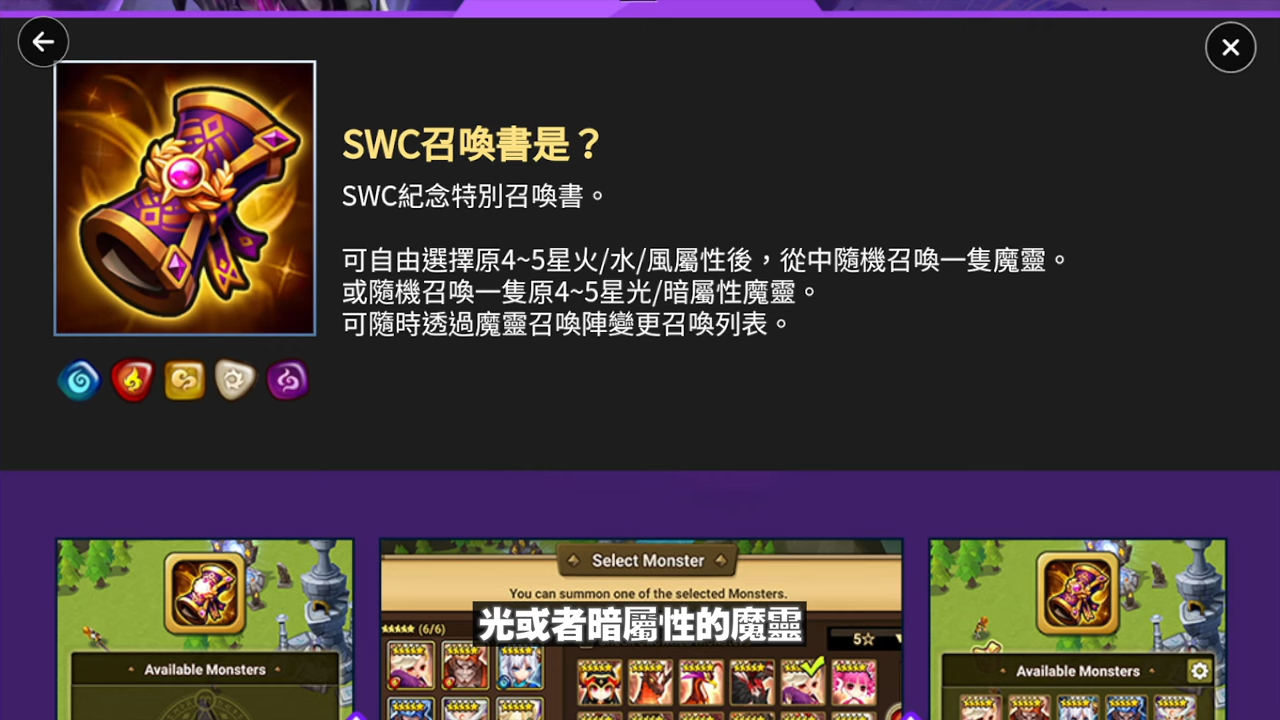 SWC召喚書是？
SWC紀念特別召喚書。
可自由選擇原4~5星火/水/風屬性後，從中隨機召喚一隻魔靈。
或隨機召喚一隻原4~5星光/暗屬性魔靈。
可隨時透過魔靈召喚陣變更召喚列表。
Select Monster
You can summon one of the selected Monsters.
光或者暗屬性的魔靈
★★★★★ (6/6)
5☆
Available Monsters
Available Monsters